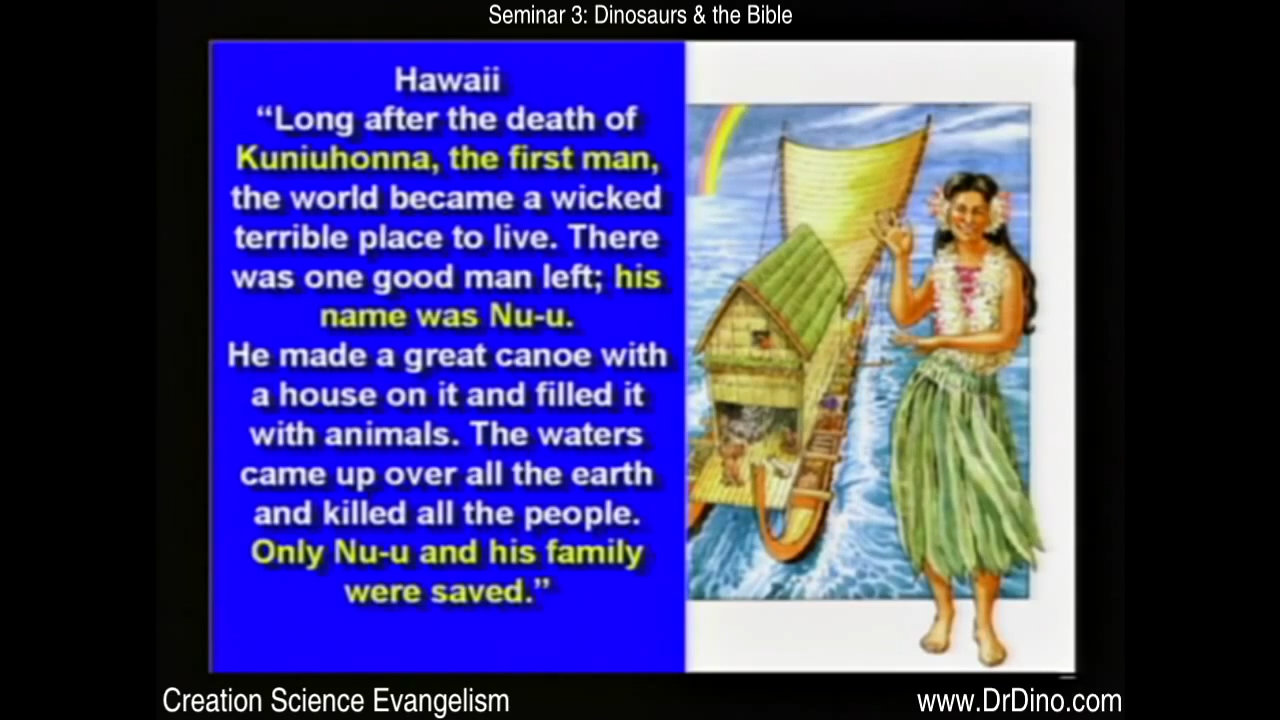 Seminar 3: Dinosaurs & the Bible
Hawaii
“Long after the death of
Kuniuhonna, the first man,
the world became a wicked
terrible place to live. There
was one good man left; his
name was Nu-u.
He made a great canoe with
a house on it and filled it
with animals. The waters
came up over all the earth
and killed all the people.
Only Nu-u and his family
were saved.”
Creation Science Evangelism
www.DrDino.com